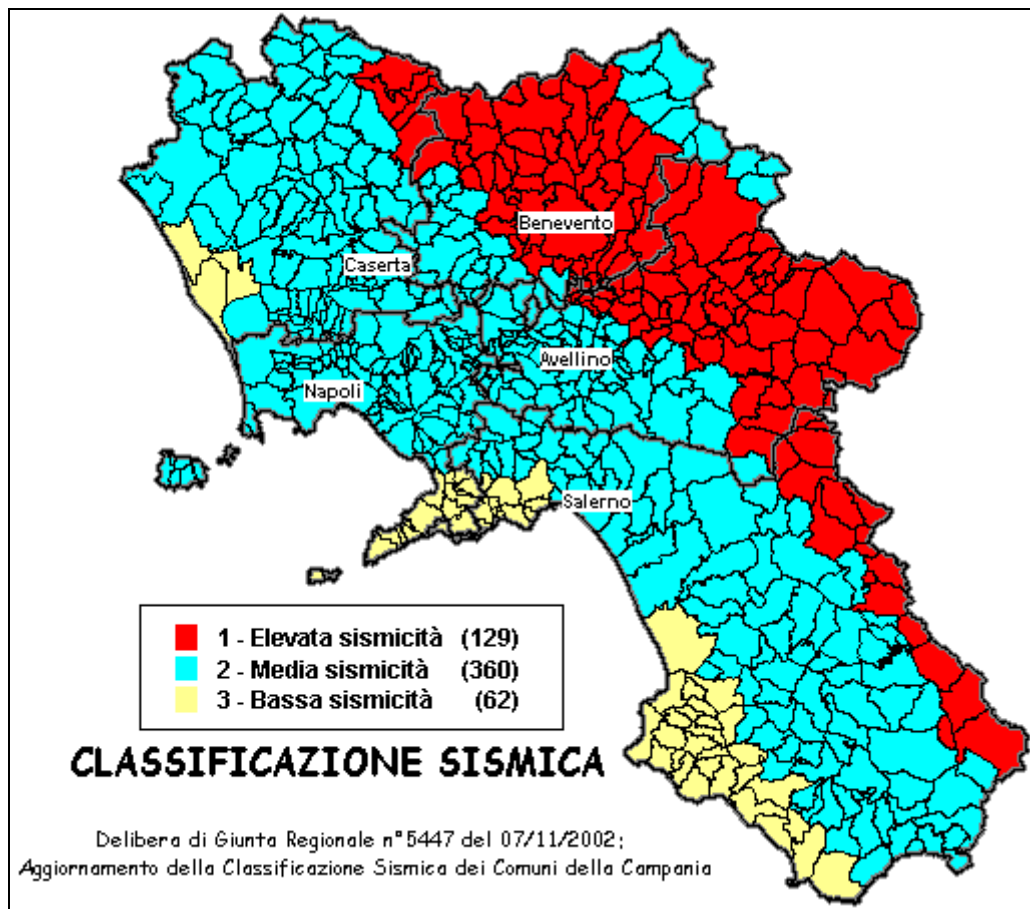 Benevento
Caserta
Avellino
Napoli
Salerno
1 - Elevata sismicità (129)
2 - Media sismicità (360)
3 - Bassa sismicità (62)
CLASSIFICAZIONE SISMICA
Delibera di Giunta Regionale n°5447 del 07/11/2002;
Aggiornamento della Classificazione Sismica dei Comuni della Campania